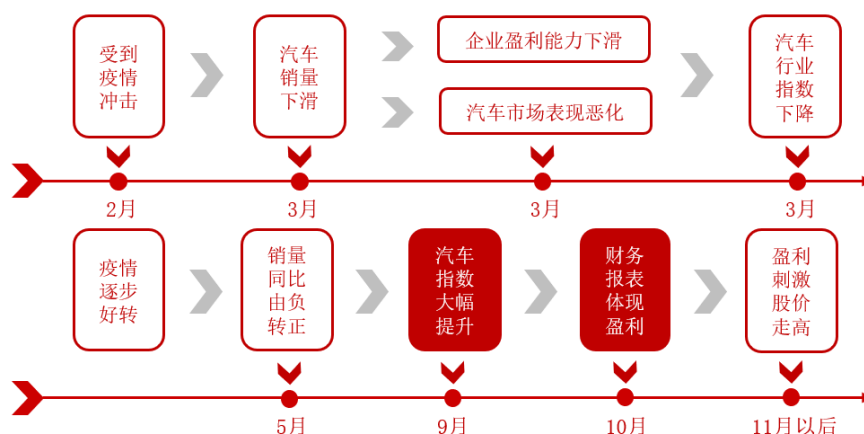 受到
疫情
冲击
汽车
销量
下滑
企业盈利能力下滑
汽车市场表现恶化
汽车
行业
指数
下降
2月
3月
3月
3月
疫情
逐步
好转
销量
同比
由负
转正
汽车
指数
大幅
提升
财务
报表
体现
盈利
盈利
刺激
股价
走高
5月
9月
10月
11月以后